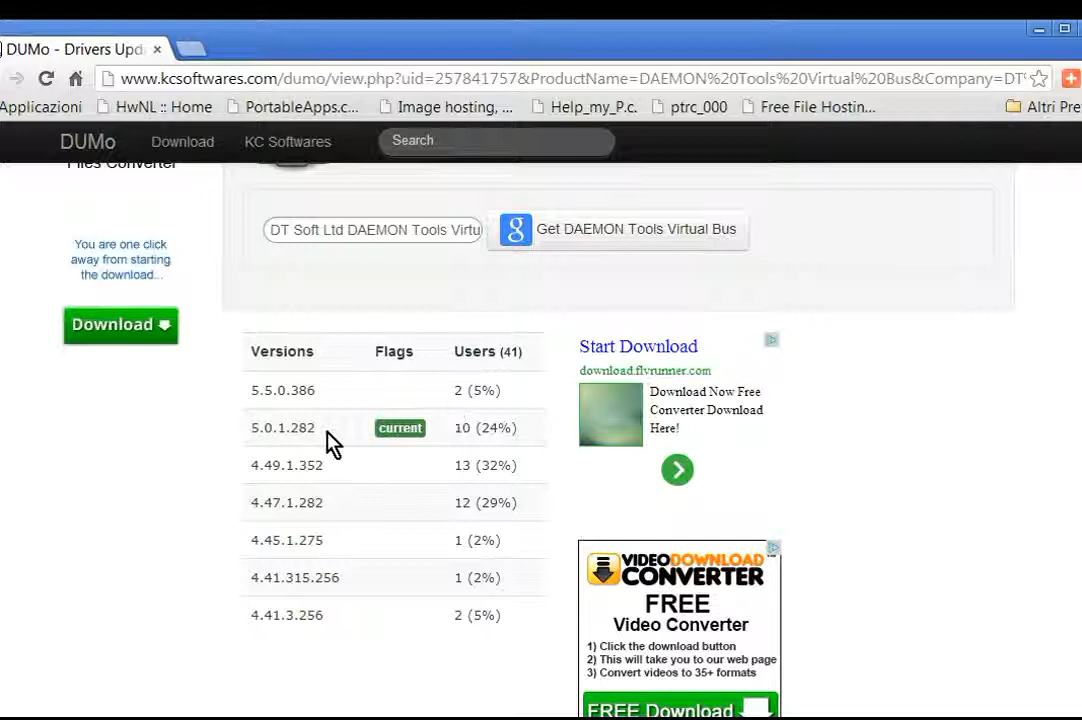 DUMo - Drivers Upda
www.kcsoftwares.com/dumo/view.php?uid=257841757&ProductName=DAEMON%20Tools%20Virtual%20Bus&Company=DT
Applicazioni HwNL :: Home PortableApps.c... Image hosting, ... Help_my_P.c. ptrc_000 Free File Hostin... Altri Pre
DUMo Download KC Softwares Search
Files Converter
You are one click
away from starting
the download...
Download
DT Soft Ltd DAEMON Tools Virtu
g Get DAEMON Tools Virtual Bus
Versions Flags Users (41)
5.5.0.386 2 (5%)
5.0.1.282 current 10 (24%)
4.49.1.352 13 (32%)
4.47.1.282 12 (29%)
4.45.1.275 1 (2%)
4.41.315.256 1 (2%)
4.41.3.256 2 (5%)
Start Download
download.flvrunner.com
Download Now Free
Converter Download
Here!
VIDEODOWNLOAD
CONVERTER
FREE
Video Converter
1) Click the download button
2) This will take you to our web page
3) Convert videos to 35+ formats
FREE Download